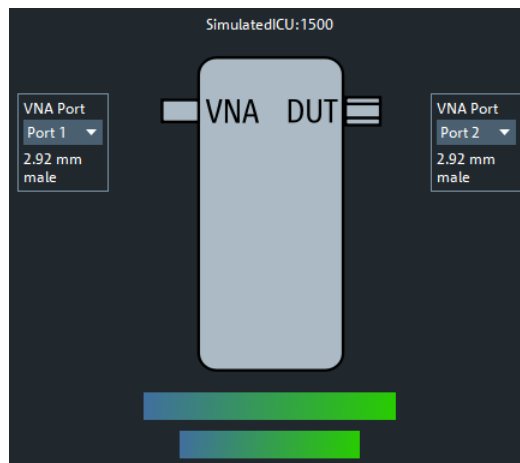 SimulatedICU:1500
VNA Port
Port 1
2.92 mm
male
VNA DUT
VNA Port
Port 2
2.92 mm
male